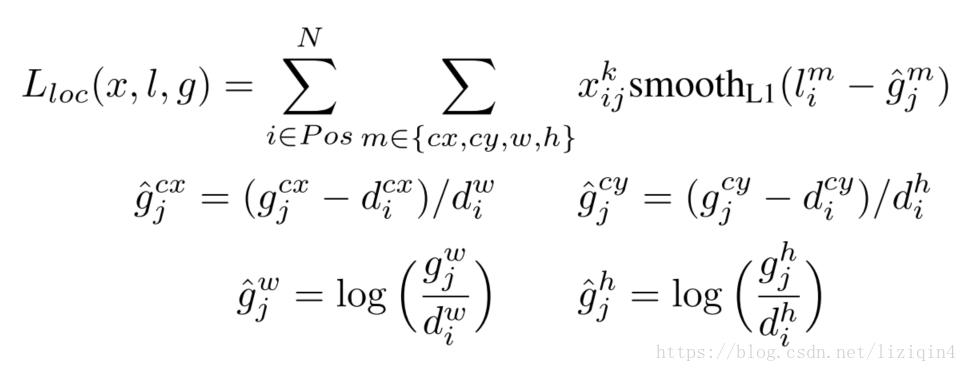 $L_{loc}(x, l, g) = \sum_{i \in Pos}^{N} \sum_{m \in \{cx, cy, w, h\}} x_{ij}^{k} \text{smooth}_{\text{L1}}(l_i^m - \hat{g}_j^m)$
$\hat{g}_j^{cx} = (g_j^{cx} - d_i^{cx}) / d_i^w \qquad \hat{g}_j^{cy} = (g_j^{cy} - d_i^{cy}) / d_i^h$
$\hat{g}_j^w = \log\left(\frac{g_j^w}{d_i^w}\right) \qquad \hat{g}_j^h = \log\left(\frac{g_j^h}{d_i^h}\right)$
https://blog.csdn.net/liziqin4